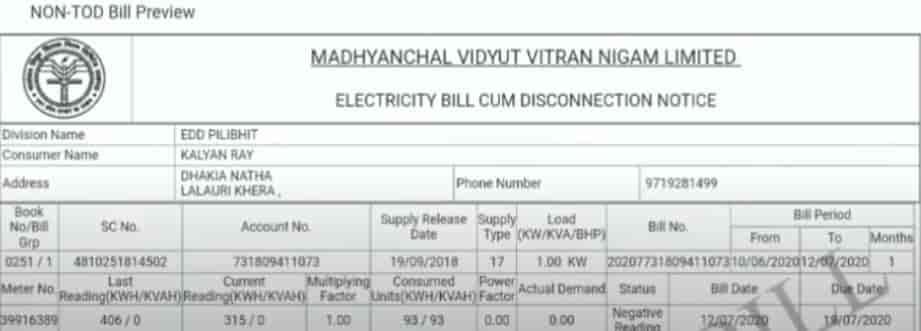 NON-TOD Bill Preview
MADHYANCHAL VIDYUT VITRAN NIGAM LIMITED
ELECTRICITY BILL CUM DISCONNECTION NOTICE
Division Name EDD PILIBHIT
Consumer Name KALYAN RAY
Address DHAKIA NATHA LALAURI KHERA , Phone Number 9719281499
Book No/Bill Grp SC No. Account No. Supply Release Date Supply Type Load (KW/KVA/BHP) Bill No. Bill Period From To Months
0251 / 1 4810251814502 731809411073 19/09/2018 17 1.00 KW 20207731809411073 10/06/2020 12/07/2020 1
Meter No. Last Reading(KWH/KVAH) Current Reading(KWH/KVAH) Multiplying Factor Consumed Units(KWH/KVAH) Power Factor Actual Demand Status Bill Date Due Date
39916389 406 / 0 315 / 0 1.00 93 / 93 0.00 0.00 Negative Reading 12/07/2020 19/07/2020